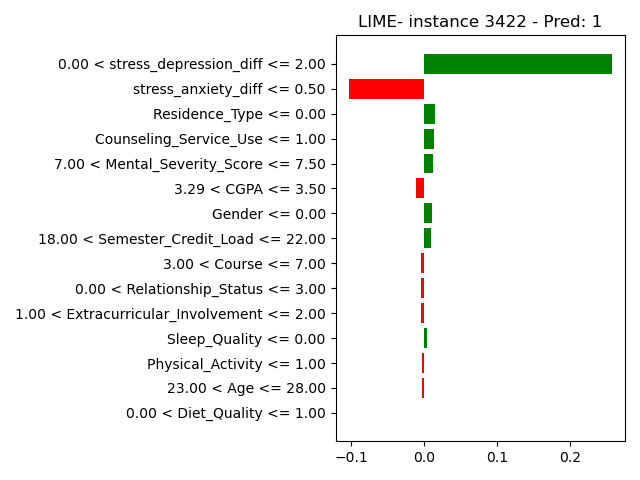 LIME- instance 3422 - Pred: 1
0.00 < stress_depression_diff <= 2.00
stress_anxiety_diff <= 0.50
Residence_Type <= 0.00
Counseling_Service_Use <= 1.00
7.00 < Mental_Severity_Score <= 7.50
3.29 < CGPA <= 3.50
Gender <= 0.00
18.00 < Semester_Credit_Load <= 22.00
3.00 < Course <= 7.00
0.00 < Relationship_Status <= 3.00
1.00 < Extracurricular_Involvement <= 2.00
Sleep_Quality <= 0.00
Physical_Activity <= 1.00
23.00 < Age <= 28.00
0.00 < Diet_Quality <= 1.00
−0.1 0.0 0.1 0.2